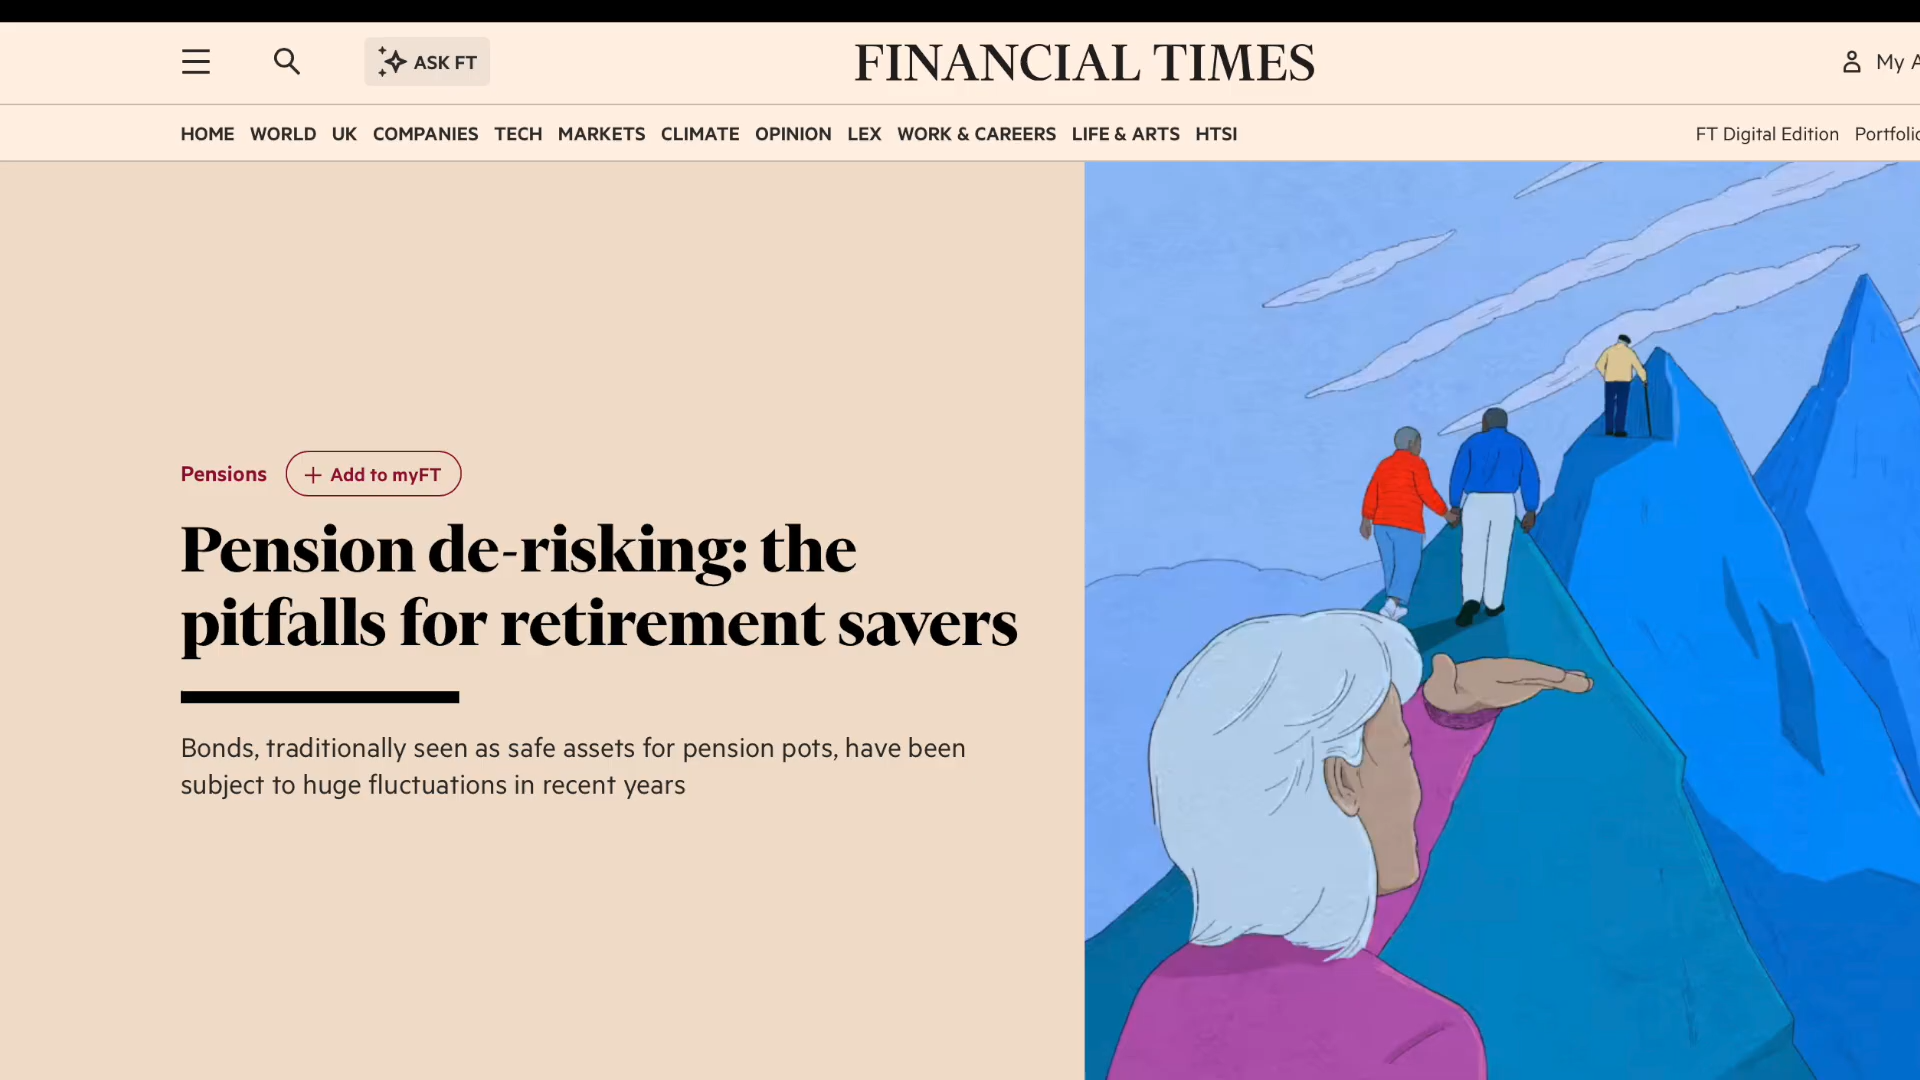 ASK FT
FINANCIAL TIMES
My A
HOME WORLD UK COMPANIES TECH MARKETS CLIMATE OPINION LEX WORK & CAREERS LIFE & ARTS HTSI
FT Digital Edition Portfolio
Pensions
+ Add to myFT
Pension de-risking: the
pitfalls for retirement savers
Bonds, traditionally seen as safe assets for pension pots, have been
subject to huge fluctuations in recent years